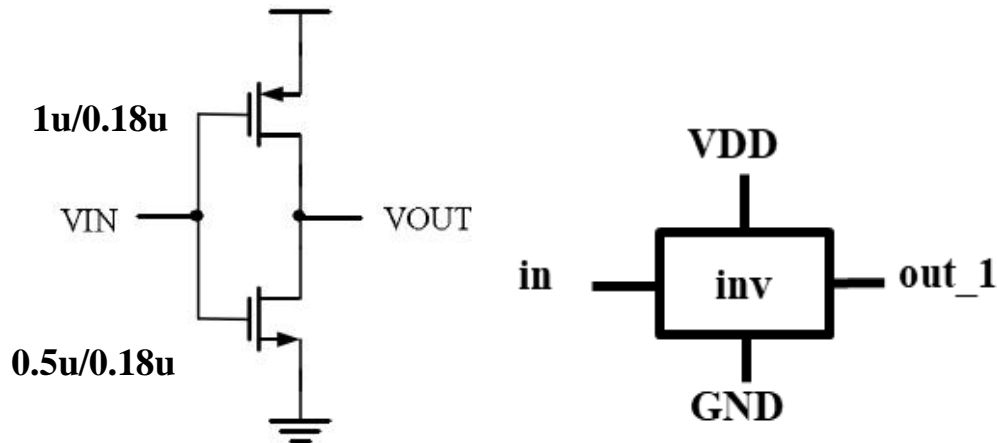 1u/0.18u
VIN
VOUT
0.5u/0.18u
VDD
in
inv
out_1
GND